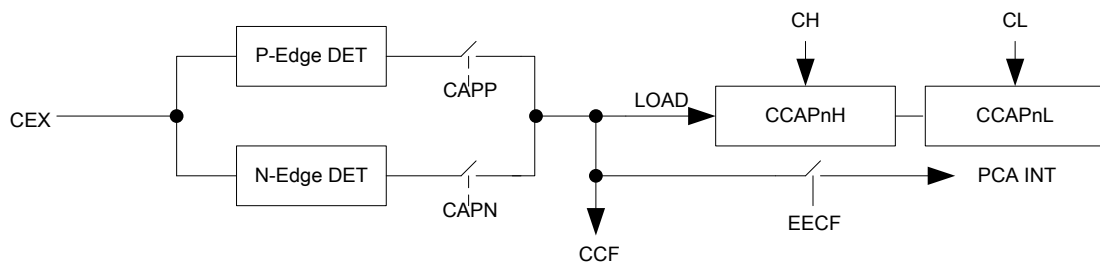 CH
CL
P-Edge DET
CAPP
LOAD
CCAPnH
CCAPnL
CEX
N-Edge DET
CAPN
PCA INT
EECF
CCF